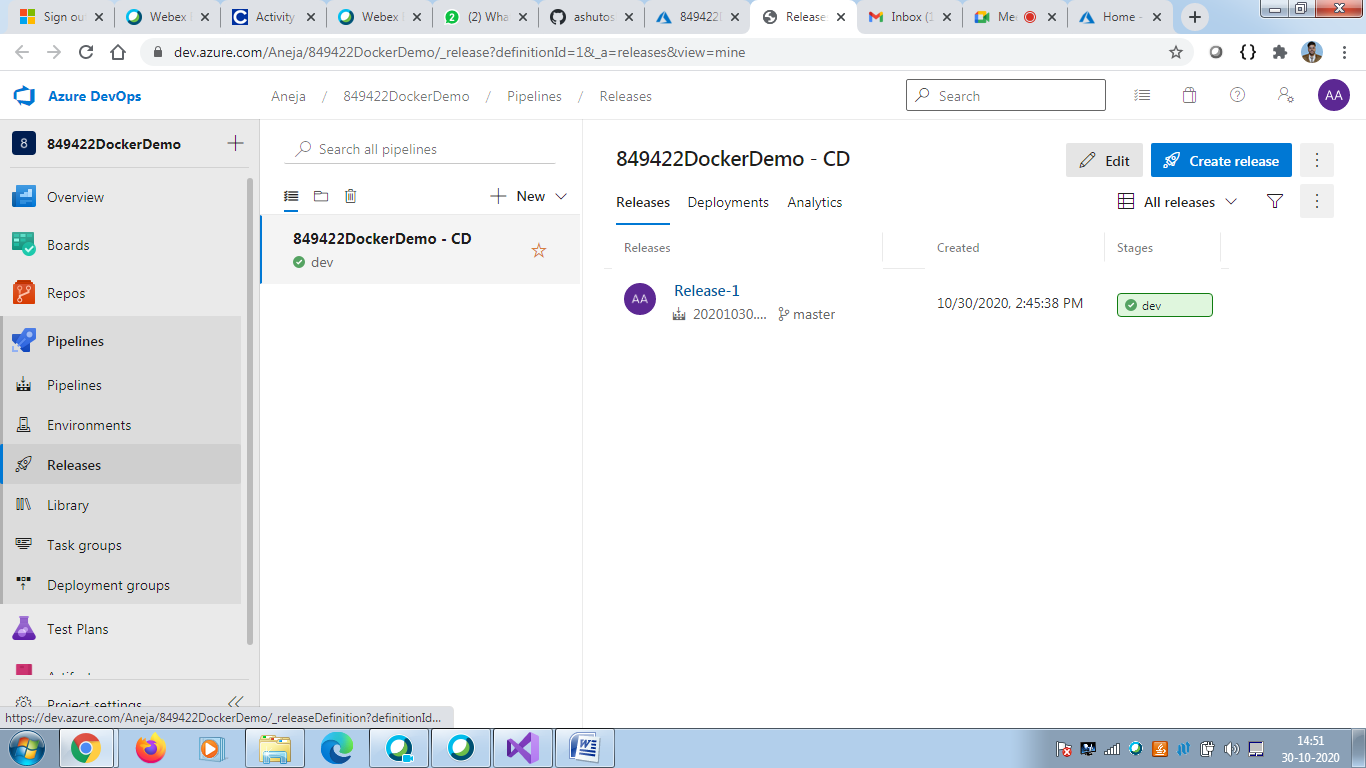 Sign ou
Webex
Activity
Webex
(2) Wha
ashutos
849422
Release
Inbox (1
Me
Home -
dev.azure.com/Aneja/849422DockerDemo/_release?definitionId=1&_a=releases&view=mine
Azure DevOps
Aneja / 849422DockerDemo / Pipelines / Releases
Search
AA
8 849422DockerDemo
Overview
Boards
Repos
Pipelines
Pipelines
Environments
Releases
Library
Task groups
Deployment groups
Test Plans
Project settings
https://dev.azure.com/Aneja/849422DockerDemo/_releaseDefinition?definitionId...
Search all pipelines
New
849422DockerDemo - CD
dev
849422DockerDemo - CD
Edit
Create release
Releases Deployments Analytics
All releases
Releases Created Stages
AA
Release-1
20201030.... master
10/30/2020, 2:45:38 PM
dev
14:51
30-10-2020